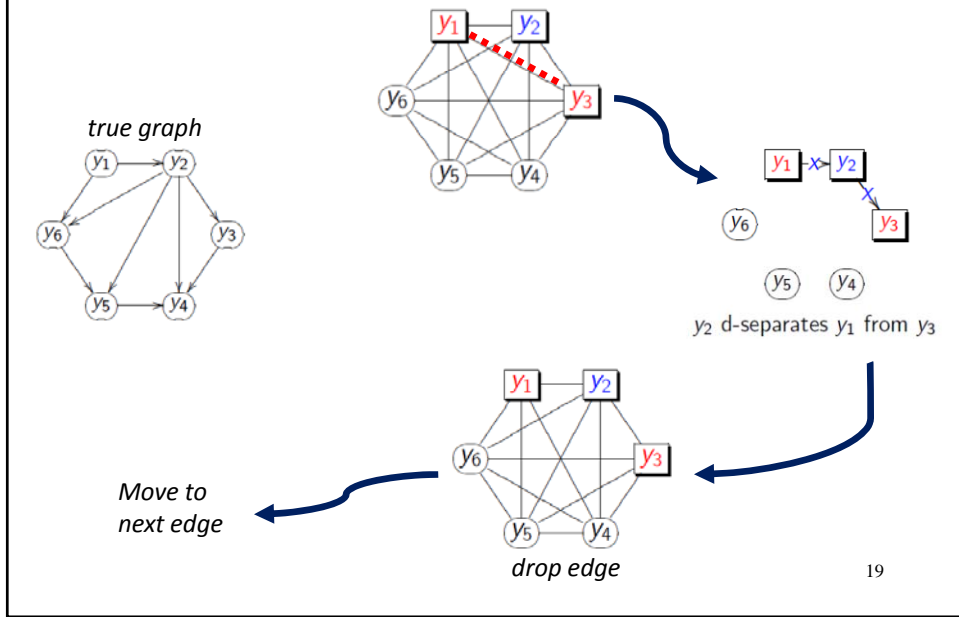 y₁ y₂
y₆ y₃
y₅ y₄
true graph
y₁ y₂
y₆ y₃
y₅ y₄
y₁ x y₂
x
y₆ y₃
y₅ y₄
y₂ d-separates y₁ from y₃
y₁ y₂
y₆ y₃
y₅ y₄
drop edge
Move to
next edge
19